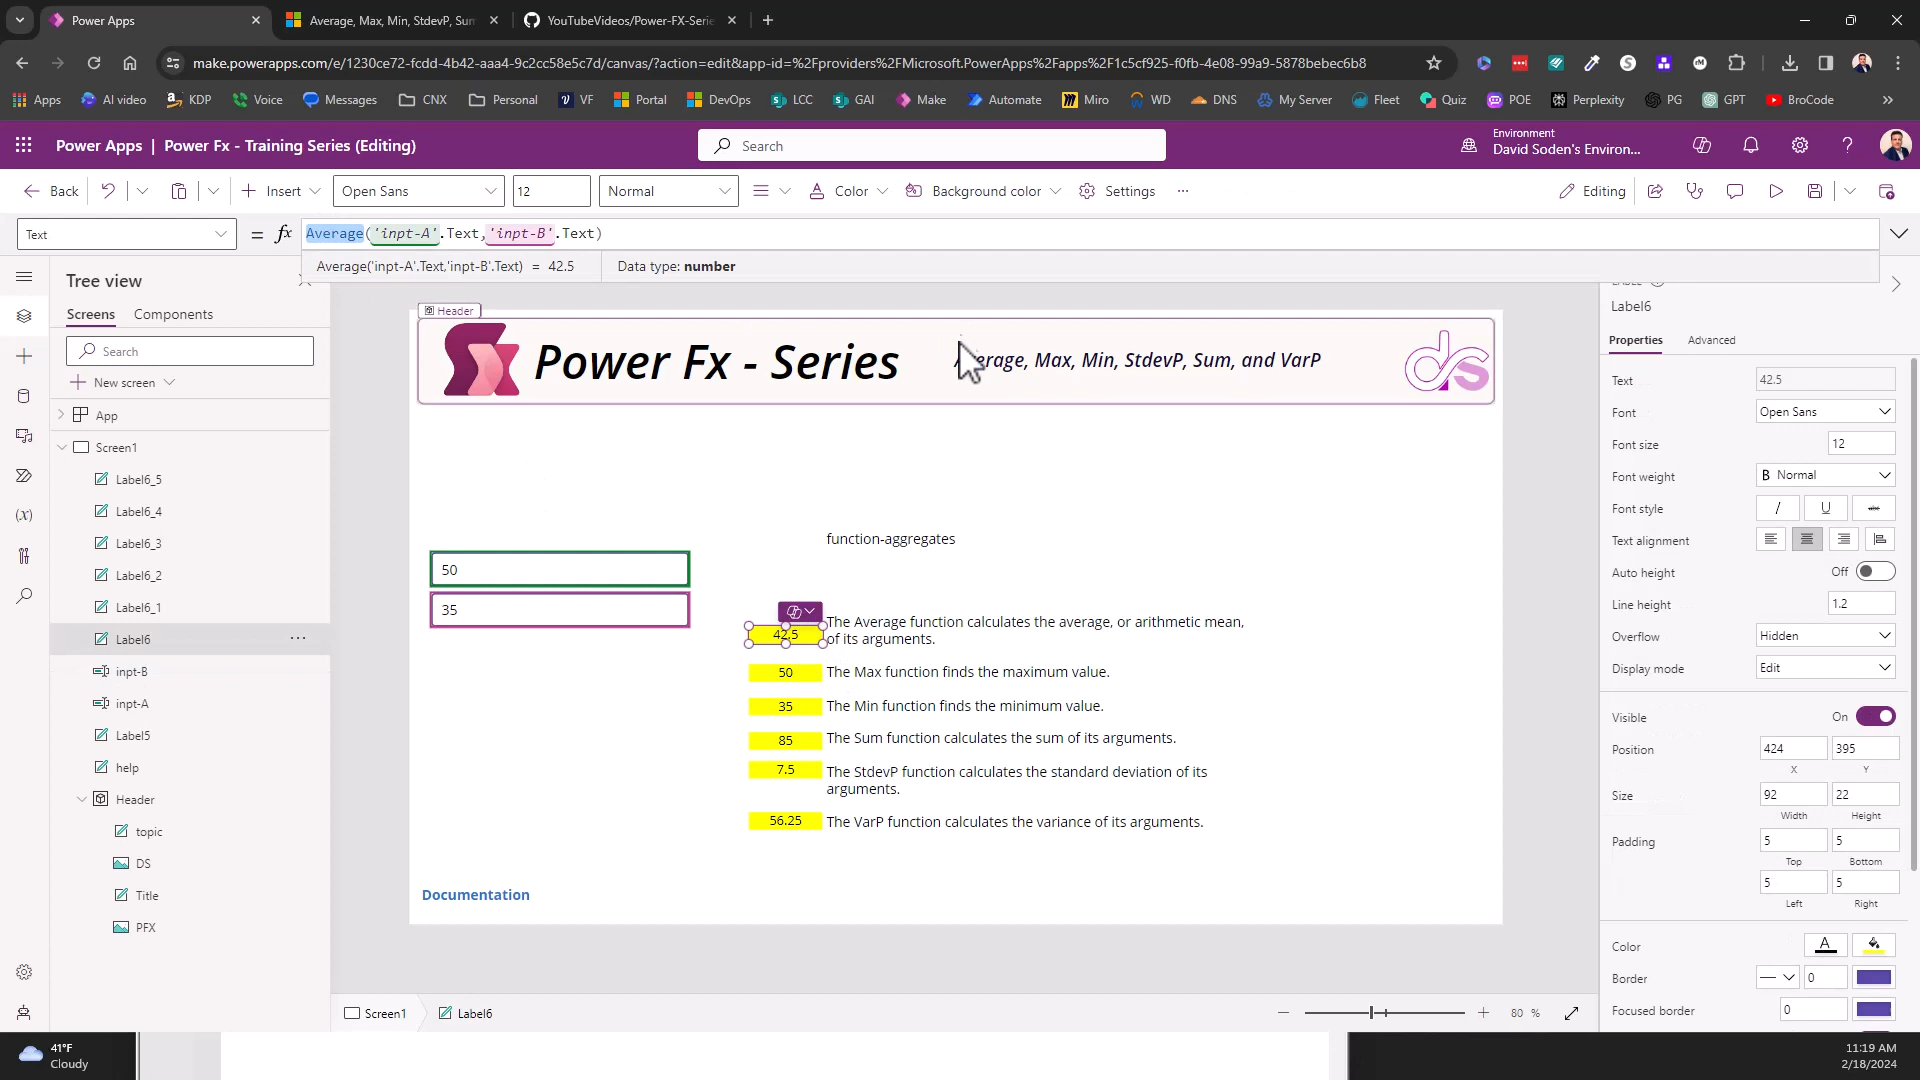 Power Apps
Average, Max, Min, StdevP, Sum
YouTubeVideos/Power-FX-Serie
make.powerapps.com/e/1230ce72-fcdd-4b42-aaa4-9c2cc58e5c7d/canvas/?action=edit&app-id=%2Fproviders%2FMicrosoft.PowerApps%2Fapps%2F1c5cf925-f0fb-4e08-99a9-5878bebec6b8
Apps AI video KDP Voice Messages CNX Personal VF Portal DevOps LCC GAI Make Automate Miro WD DNS My Server Fleet Quiz POE Perplexity PG GPT BroCode
Power Apps | Power Fx - Training Series (Editing)
Search
Environment
David Soden's Environ...
Back
Insert
Open Sans
12
Normal
Color
Background color
Settings
Editing
Text
= fx Average('inpt-A'.Text,'inpt-B'.Text)
Average('inpt-A'.Text,'inpt-B'.Text) = 42.5
Data type: number
Tree view
Screens
Components
Search
New screen
App
Screen1
Label6_5
Label6_4
Label6_3
Label6_2
Label6_1
Label6
inpt-B
inpt-A
Label5
help
Header
topic
DS
Title
PFX
Header
Power Fx - Series
Average, Max, Min, StdevP, Sum, and VarP
ds
function-aggregates
50
35
42.5
The Average function calculates the average, or arithmetic mean,
of its arguments.
50
The Max function finds the maximum value.
35
The Min function finds the minimum value.
85
The Sum function calculates the sum of its arguments.
7.5
The StdevP function calculates the standard deviation of its
arguments.
56.25
The VarP function calculates the variance of its arguments.
Documentation
Screen1
Label6
80 %
Label6
Properties
Advanced
Text
42.5
Font
Open Sans
Font size
12
Font weight
B Normal
Font style
/ U abc
Text alignment
Auto height
Off
Line height
1.2
Overflow
Hidden
Display mode
Edit
Visible
On
Position
424
395
X
Y
Size
92
22
Width
Height
Padding
5
5
Top
Bottom
5
5
Left
Right
Color
A
Border
0
Focused border
0
41°F
Cloudy
11:19 AM
2/18/2024